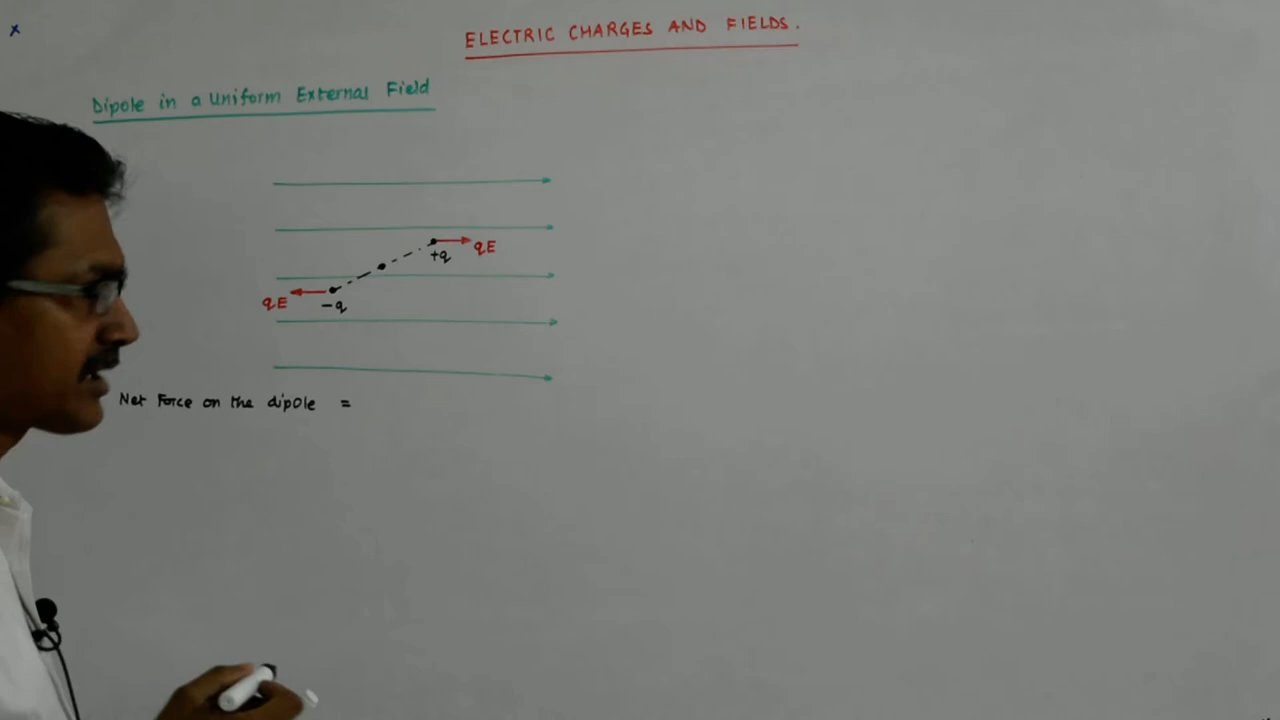 x
ELECTRIC CHARGES AND FIELDS.
Dipole in a Uniform External Field
+q
qE
qE
-q
Net Force on the dipole =